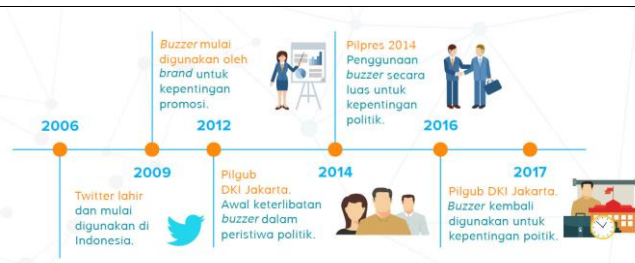 Buzzer mulai
digunakan oleh
brand untuk
kepentingan
promosi.
Pilpres 2014
Penggunaan
buzzer secara
luas untuk
kepentingan
politik.
2006
2012
2016
2009
2014
2017
Twitter lahir
dan mulai
digunakan di
Indonesia.
Pilgub
DKI Jakarta.
Awal keterlibatan
buzzer dalam
peristiwa politik.
Pilgub DKI Jakarta.
Buzzer kembali
digunakan untuk
kepentingan poitik.